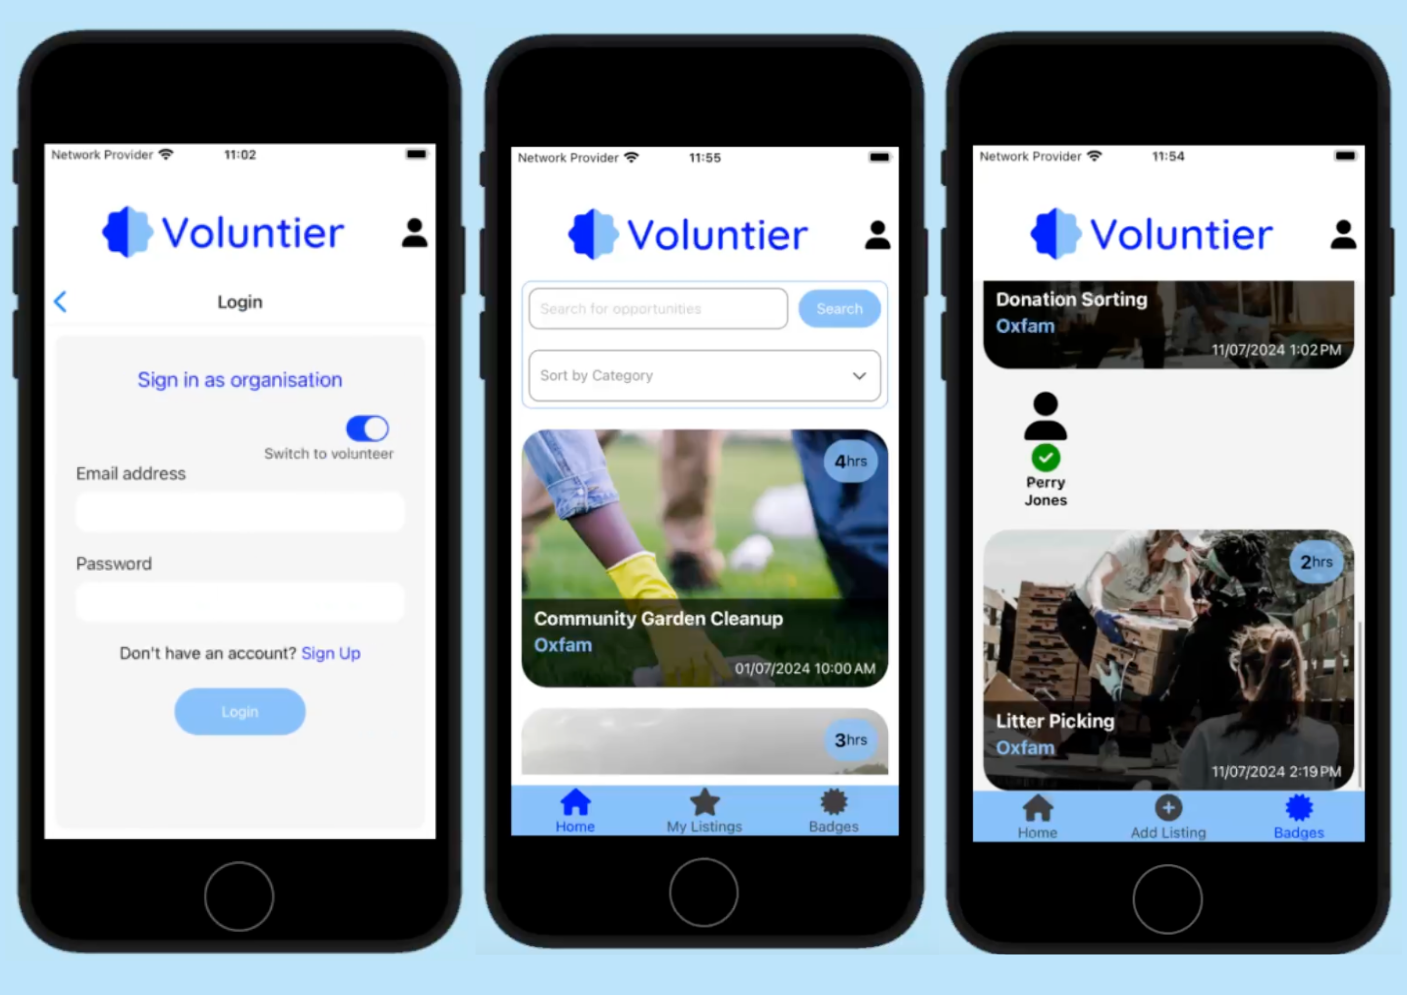 Network Provider 11:02
Voluntier
Login
Sign in as organisation
Switch to volunteer
Email address
Password
Don't have an account? Sign Up
Login
Network Provider 11:55
Voluntier
Search for opportunities
Search
Sort by Category
4hrs
Community Garden Cleanup
Oxfam
01/07/2024 10:00 AM
3hrs
Home
My Listings
Badges
Network Provider 11:54
Voluntier
Donation Sorting
Oxfam
11/07/2024 1:02 PM
Perry
Jones
2hrs
Litter Picking
Oxfam
11/07/2024 2:19 PM
Home
Add Listing
Badges